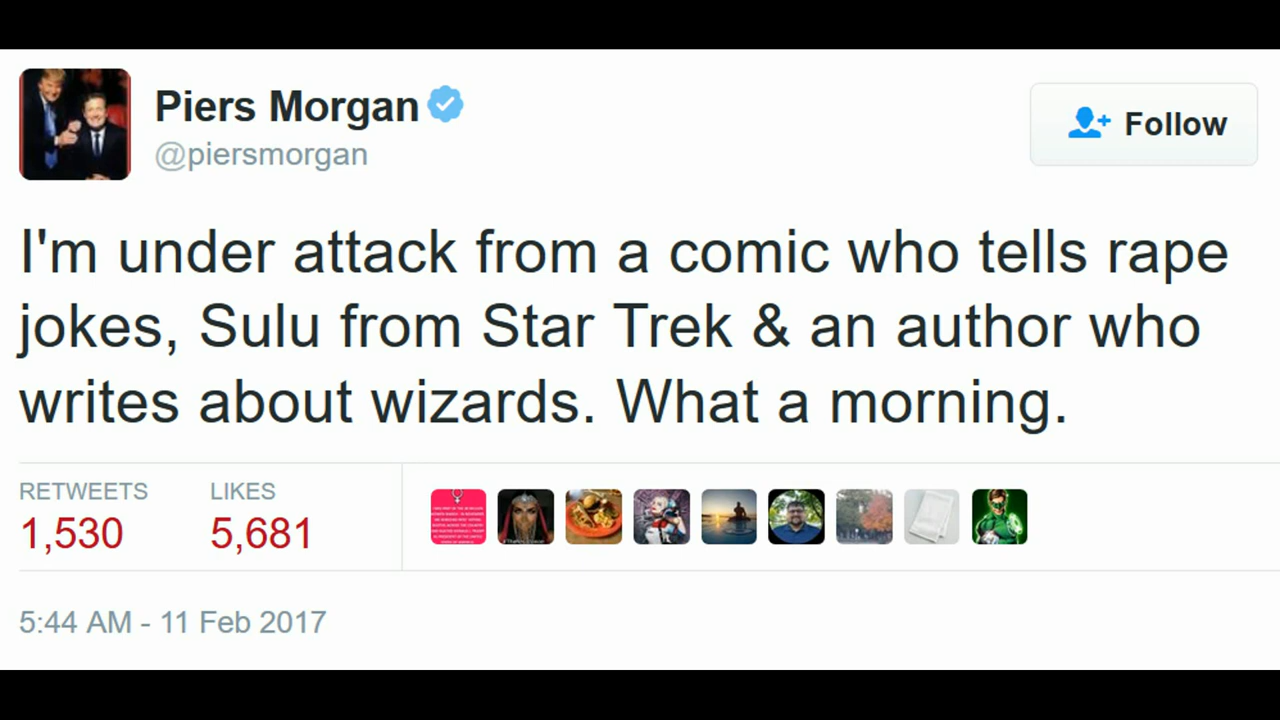 Piers Morgan
@piersmorgan
Follow
I'm under attack from a comic who tells rape
jokes, Sulu from Star Trek & an author who
writes about wizards. What a morning.
RETWEETS LIKES
1,530 5,681
5:44 AM - 11 Feb 2017